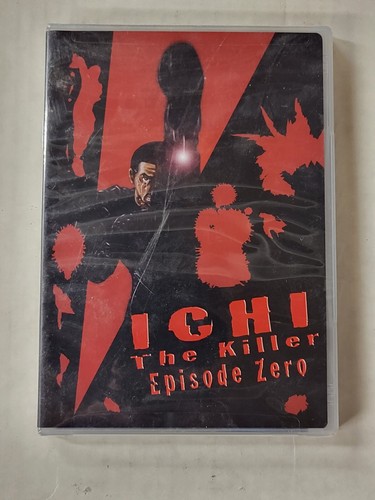 ICHI
The Killer
Episode Zero